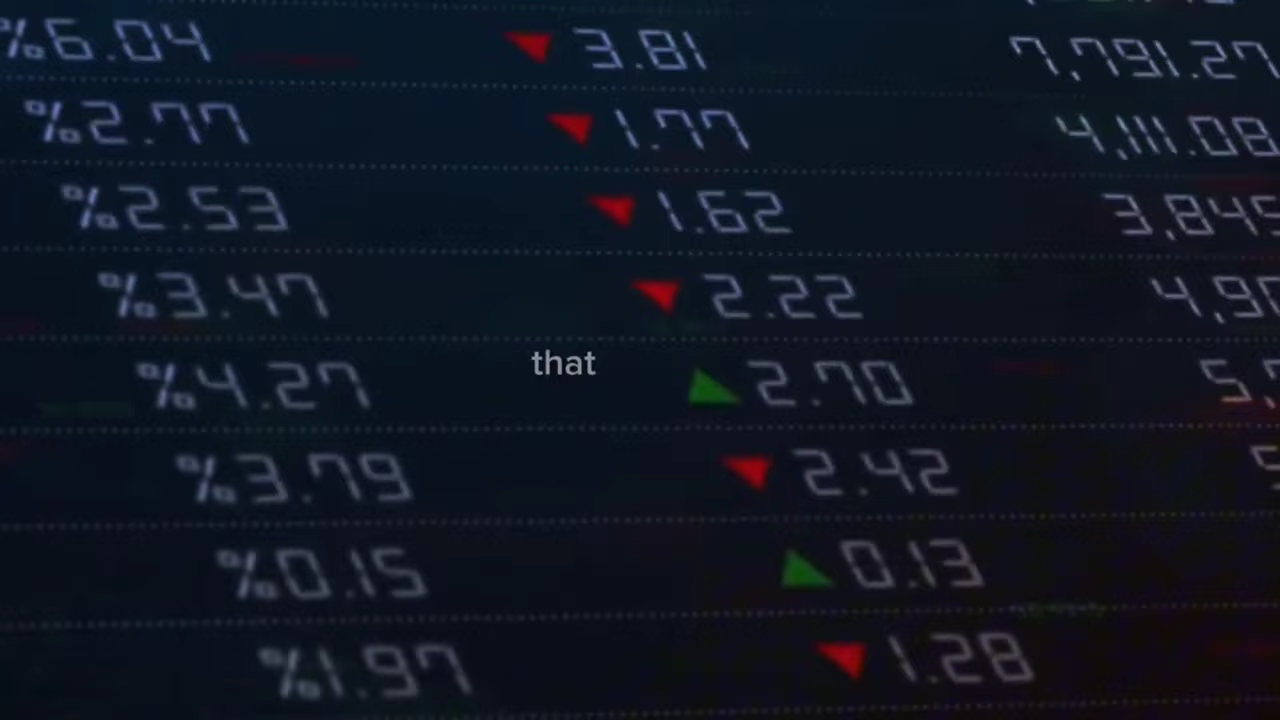 %6.04 3.81 7,791.27
%2.77 1.77 4,111.08
%2.53 1.62
%3.47 2.22
that
%4.27 2.70
%3.79 2.42
%0.15 0.13
%1.97 1.28